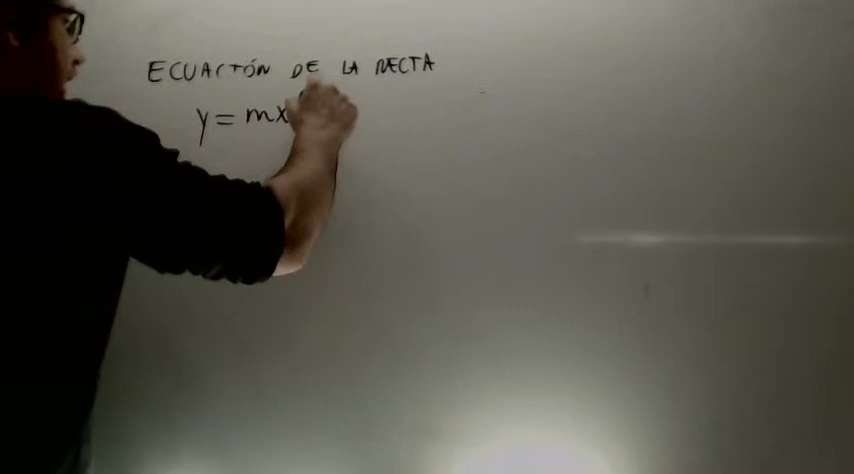 ECUACIÓN DE LA RECTA
y = mx